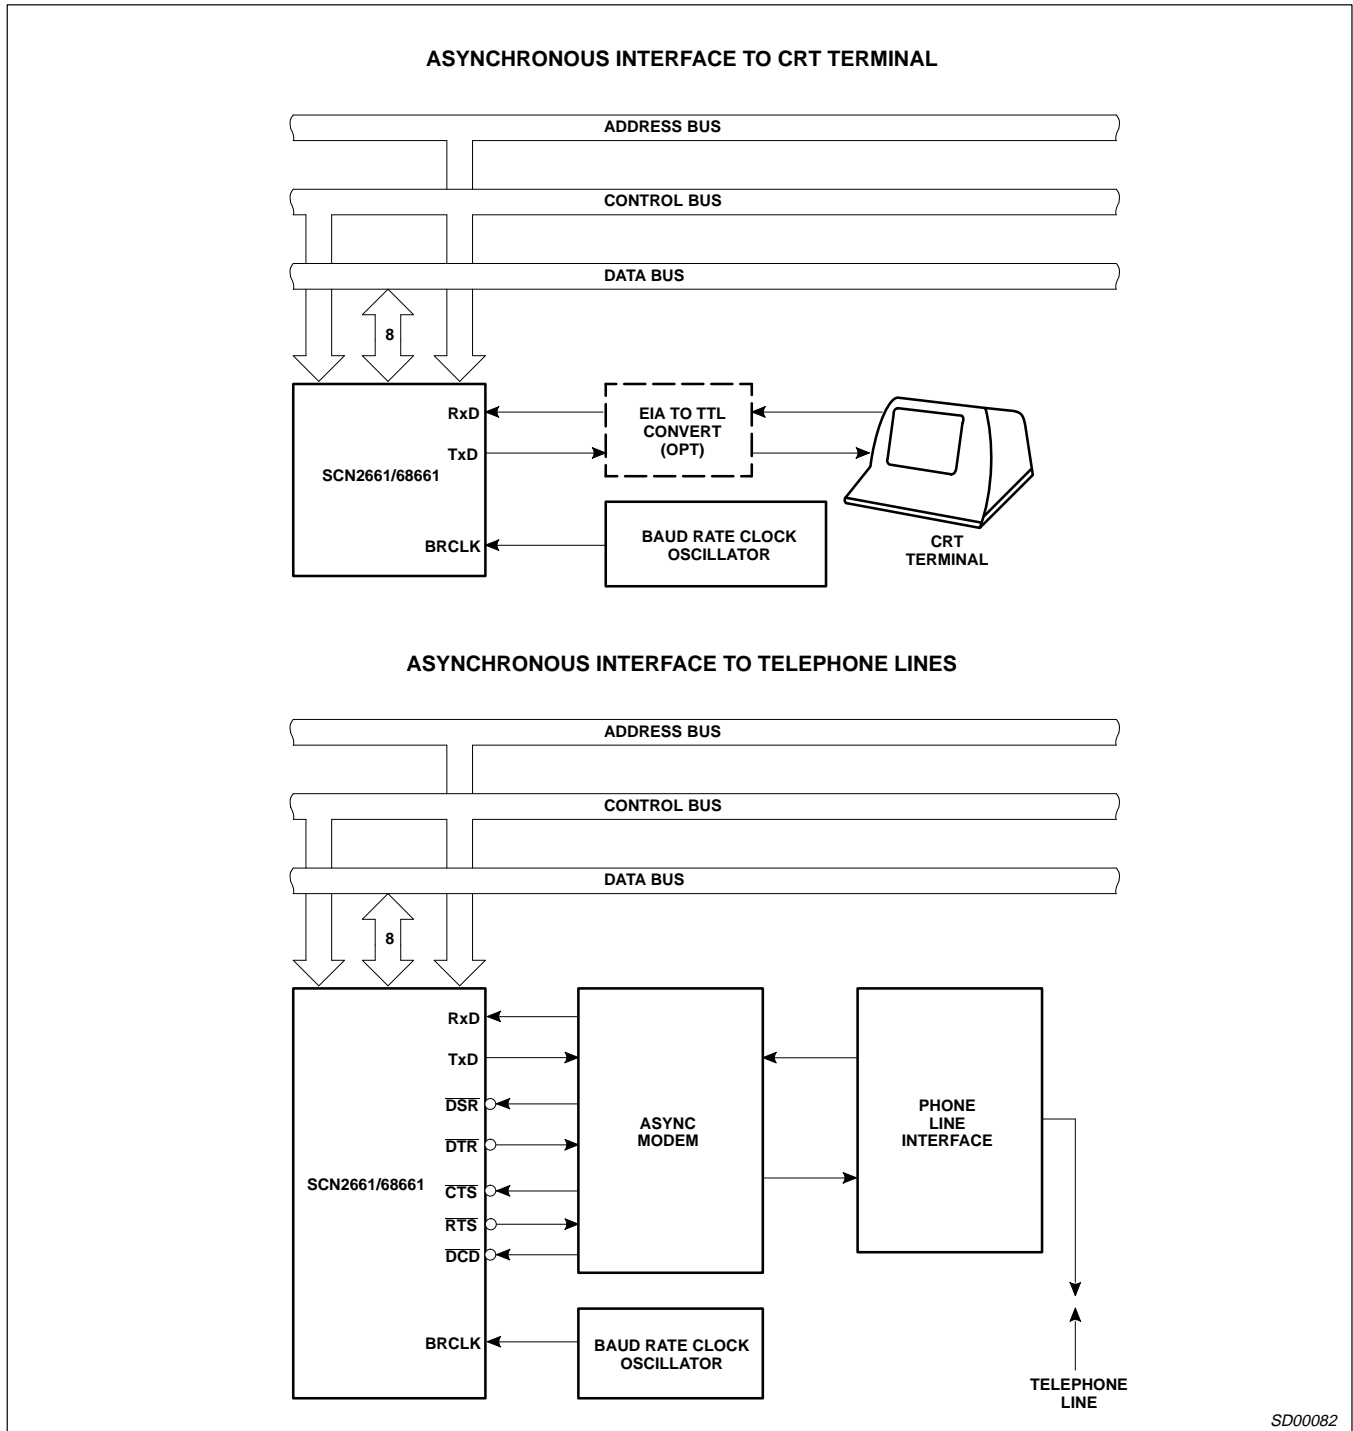 ASYNCHRONOUS INTERFACE TO CRT TERMINAL
ADDRESS BUS
CONTROL BUS
DATA BUS
8
RxD
TxD
SCN2661/68661
BRCLK
EIA TO TTL
CONVERT
(OPT)
BAUD RATE CLOCK
OSCILLATOR
CRT
TERMINAL
ASYNCHRONOUS INTERFACE TO TELEPHONE LINES
ADDRESS BUS
CONTROL BUS
DATA BUS
8
RxD
TxD
DSR
DTR
SCN2661/68661
CTS
RTS
DCD
BRCLK
ASYNC
MODEM
PHONE
LINE
INTERFACE
BAUD RATE CLOCK
OSCILLATOR
TELEPHONE
LINE
SD00082